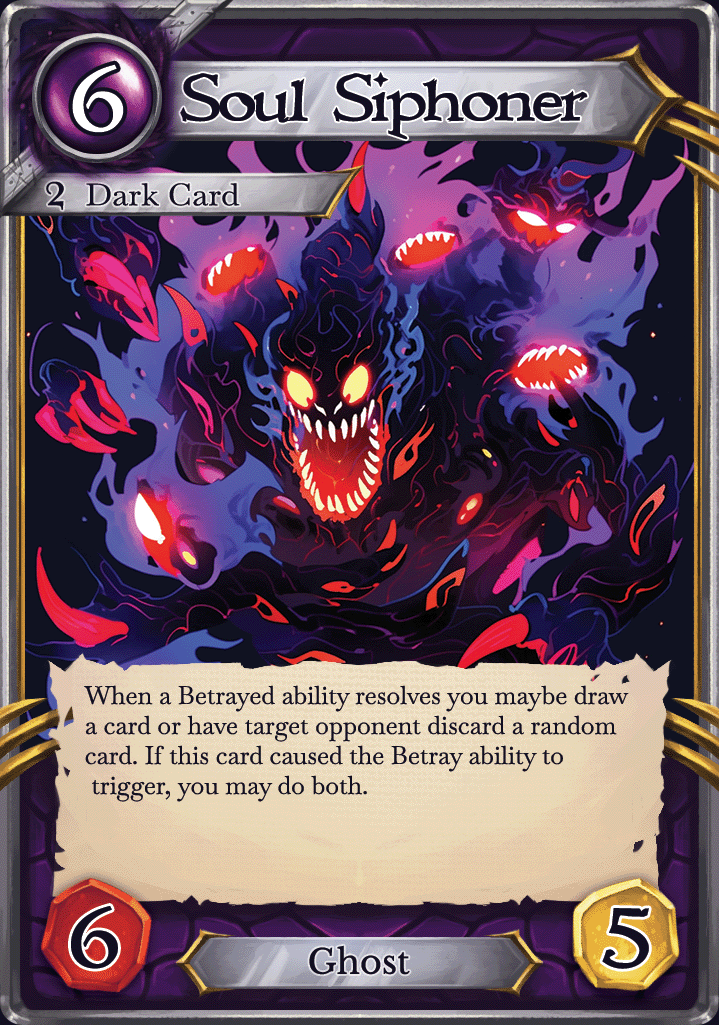 6
Soul Siphoner
2 Dark Card
When a Betrayed ability resolves you maybe draw
a card or have target opponent discard a random
card. If this card caused the Betray ability to
trigger, you may do both.
6
Ghost
5